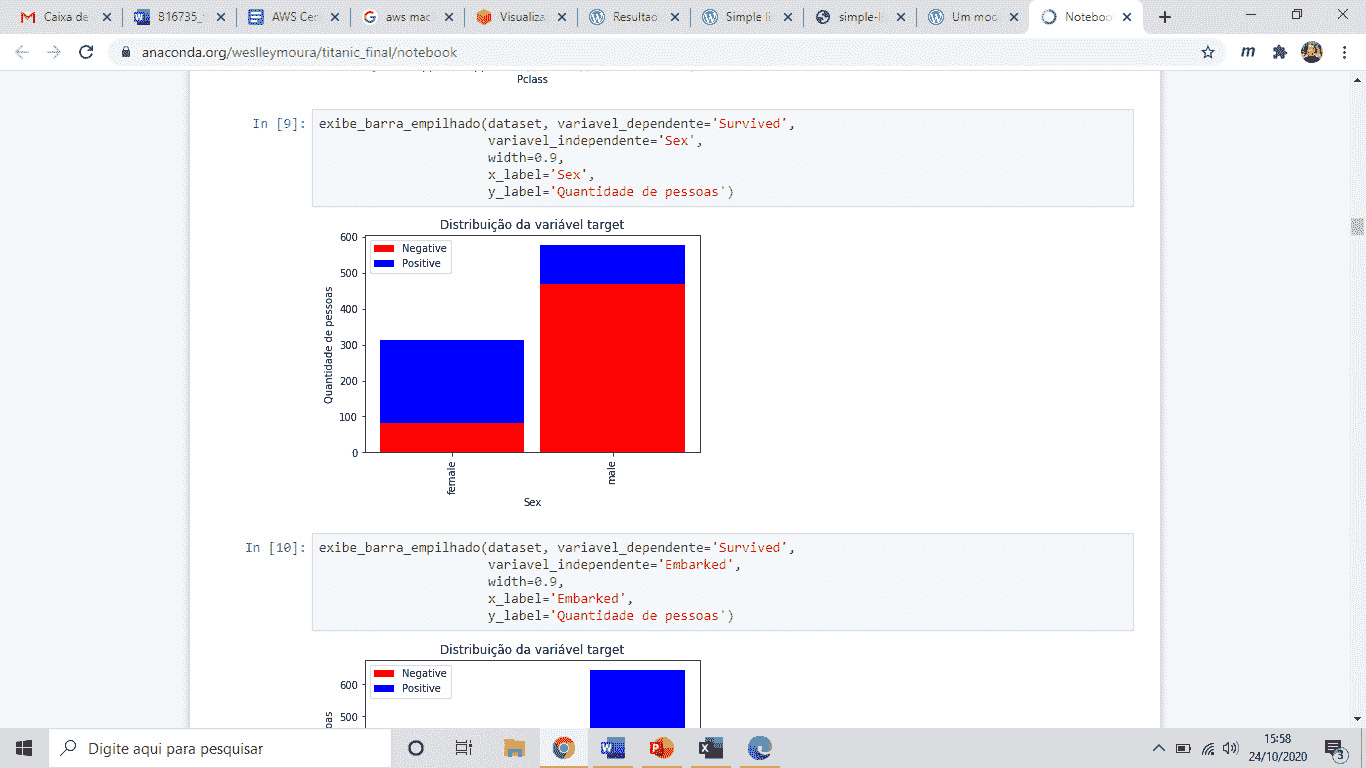 Caixa de
B16735_
AWS Cer
aws mac
Visualiza
Resultao
Simple li
simple-l
Um moc
Noteboo
anaconda.org/weslleymoura/titanic_final/notebook
Pclass
In [9]:
exibe_barra_empilhado(dataset, variavel_dependente='Survived',
variavel_independente='Sex',
width=0.9,
x_label='Sex',
y_label='Quantidade de pessoas')
Distribuição da variável target
Negative
Positive
Quantidade de pessoas
600
500
400
300
200
100
0
female
male
Sex
In [10]:
exibe_barra_empilhado(dataset, variavel_dependente='Survived',
variavel_independente='Embarked',
width=0.9,
x_label='Embarked',
y_label='Quantidade de pessoas')
Distribuição da variável target
Negative
Positive
600
500
oas
Digite aqui para pesquisar
15:58
24/10/2020
3